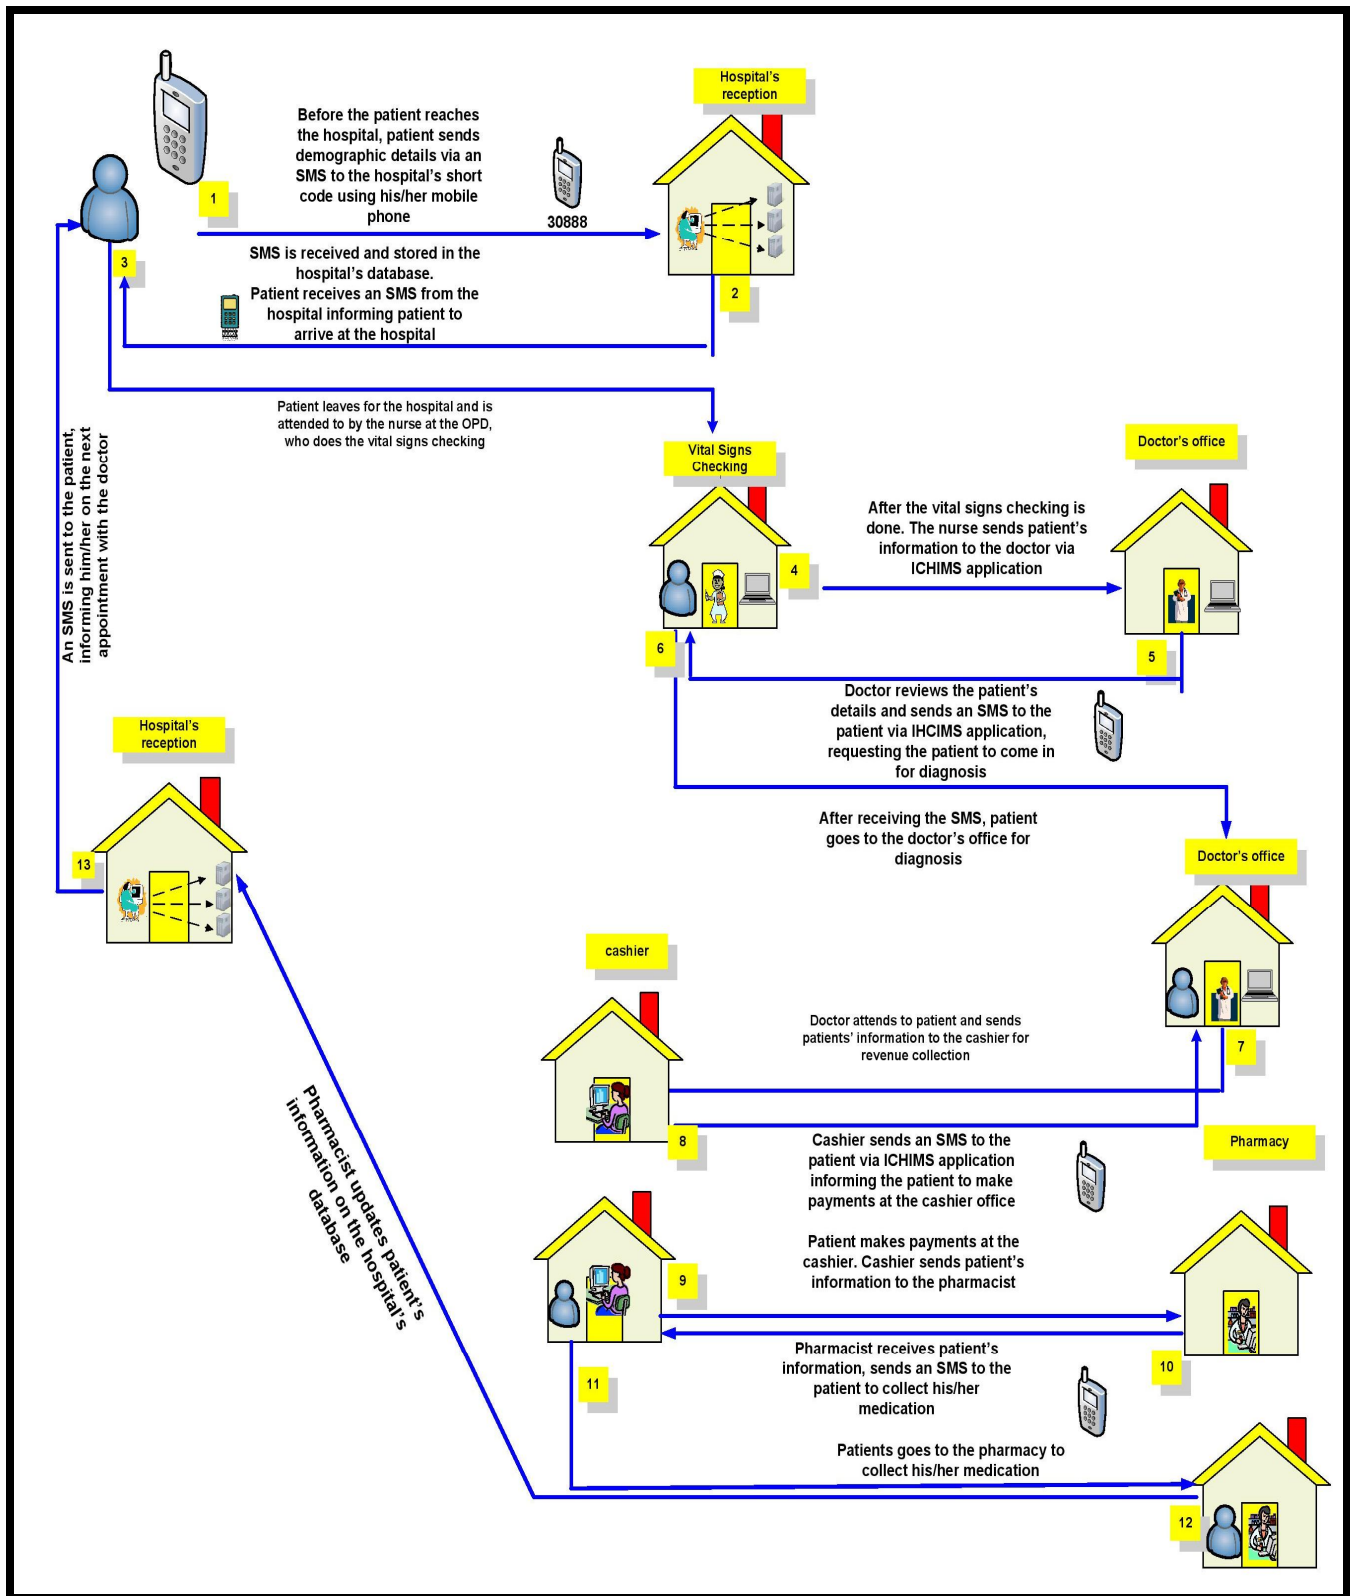 Hospital's
reception
Before the patient reaches
the hospital, patient sends
demographic details via an
SMS to the hospital's short
code using his/her mobile
phone
1
30888
SMS is received and stored in the
hospital's database.
Patient receives an SMS from the
hospital informing patient to
arrive at the hospital
2
3
Patient leaves for the hospital and is
attended to by the nurse at the OPD,
who does the vital signs checking
An SMS is sent to the patient,
informing him/her on the next
appointment with the doctor
Vital Signs
Checking
Doctor's office
After the vital signs checking is
done. The nurse sends patient's
information to the doctor via
ICHIMS application
4
5
6
Doctor reviews the patient's
details and sends an SMS to the
patient via IHCIMS application,
requesting the patient to come in
for diagnosis
Hospital's
reception
After receiving the SMS, patient
goes to the doctor's office for
diagnosis
Doctor's office
13
cashier
Doctor attends to patient and sends
patients' information to the cashier for
revenue collection
7
8
Cashier sends an SMS to the
patient via ICHIMS application
informing the patient to make
payments at the cashier office
Pharmacy
Pharmacist updates patient's
information on the hospital's
database
Patient makes payments at the
cashier. Cashier sends patient's
information to the pharmacist
9
Pharmacist receives patient's
information, sends an SMS to the
patient to collect his/her
medication
10
11
Patients goes to the pharmacy to
collect his/her medication
12